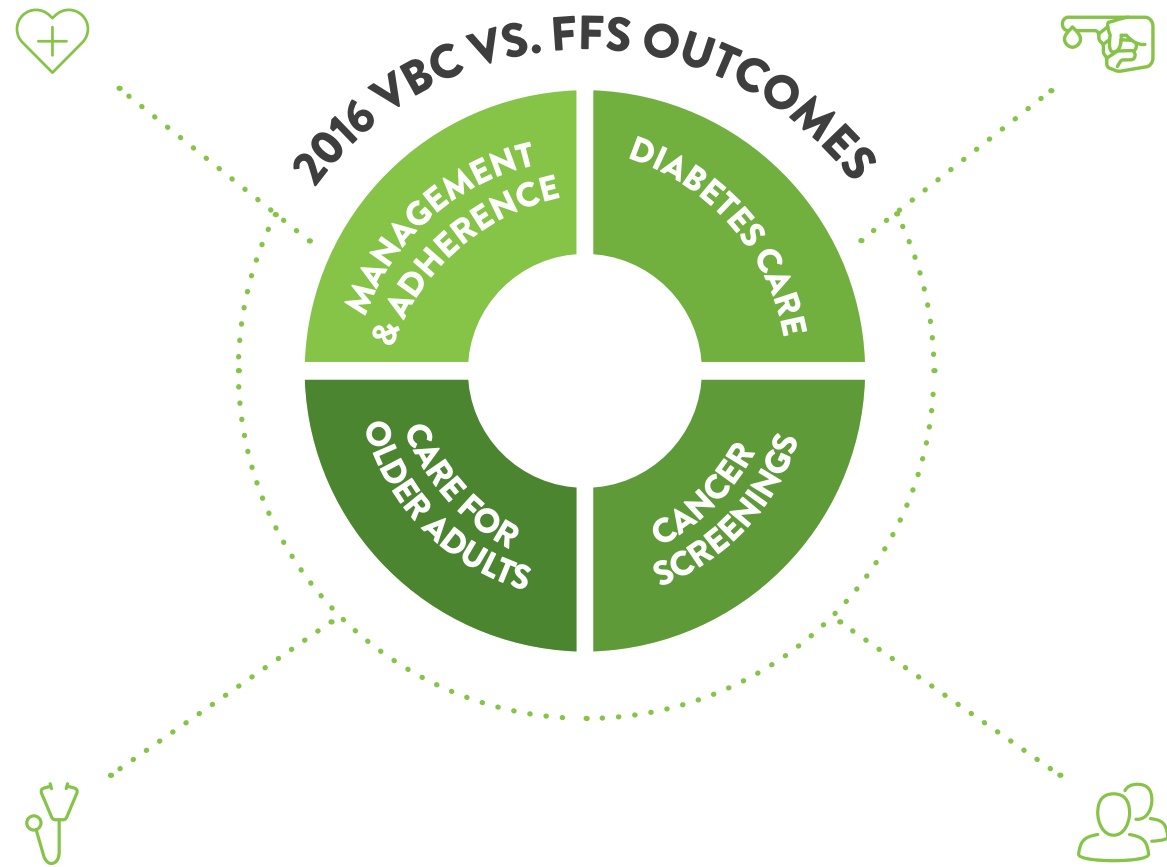 2016 VBC VS. FFS OUTCOMES
MANAGEMENT
& ADHERENCE
DIABETES CARE
CARE FOR
OLDER ADULTS
CANCER
SCREENINGS